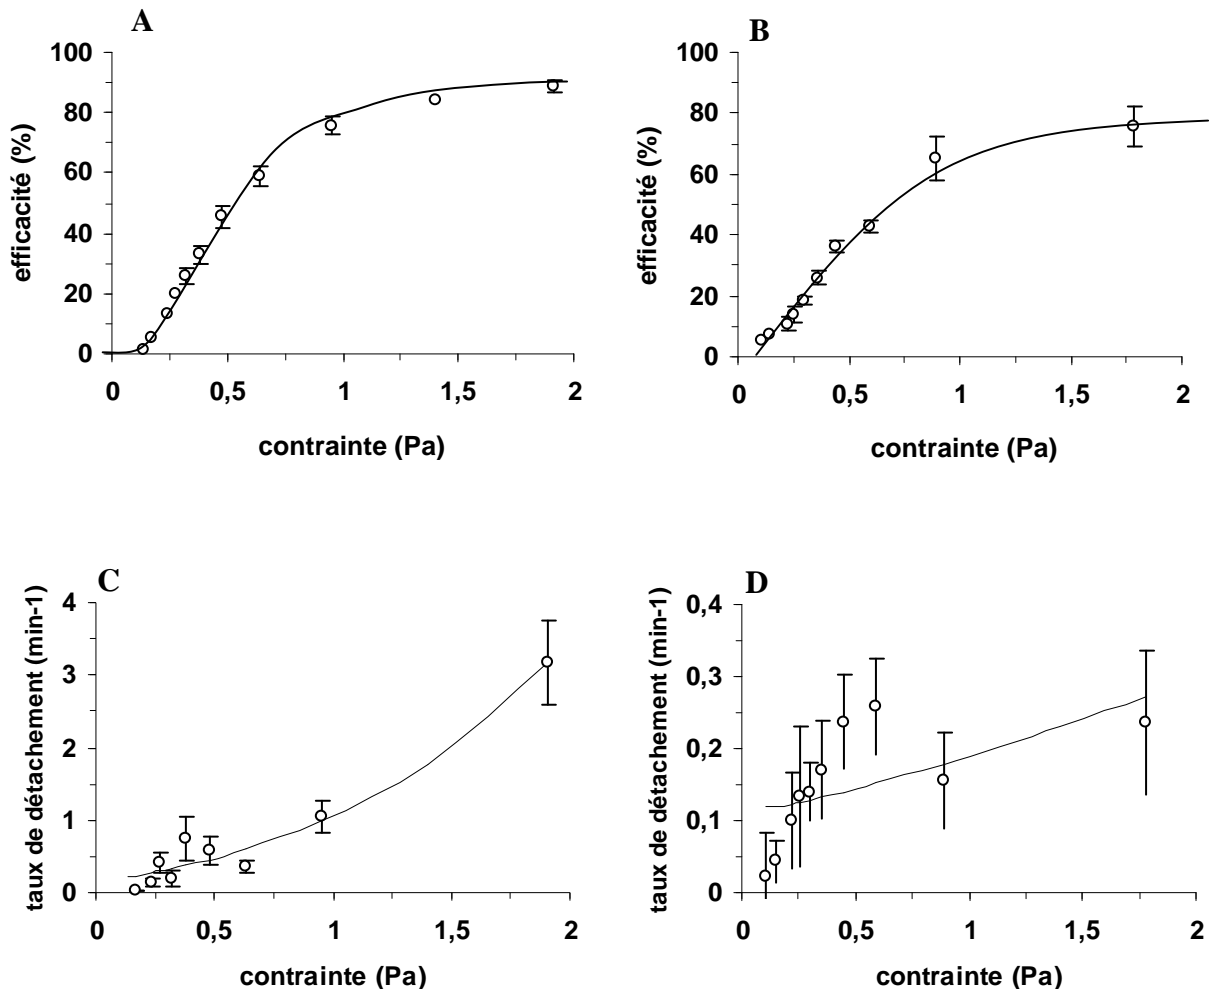 A
100
80
60
40
20
0
efficacité (%)
0 0,5 1 1,5 2
contrainte (Pa)
B
100
80
60
40
20
0
efficacité (%)
0 0,5 1 1,5 2
contrainte (Pa)
C
4
3
2
1
0
taux de détachement (min-1)
0 0,5 1 1,5 2
contrainte (Pa)
D
0,4
0,3
0,2
0,1
0
taux de détachement (min-1)
0 0,5 1 1,5 2
contrainte (Pa)